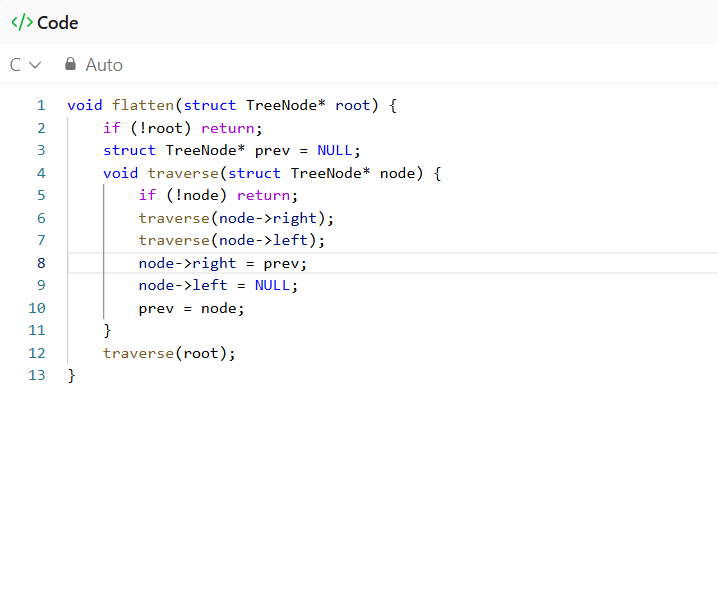 </> Code
C Auto
1 void flatten(struct TreeNode* root) {
2     if (!root) return;
3     struct TreeNode* prev = NULL;
4     void traverse(struct TreeNode* node) {
5         if (!node) return;
6         traverse(node->right);
7         traverse(node->left);
8         node->right = prev;
9         node->left = NULL;
10         prev = node;
11     }
12     traverse(root);
13 }